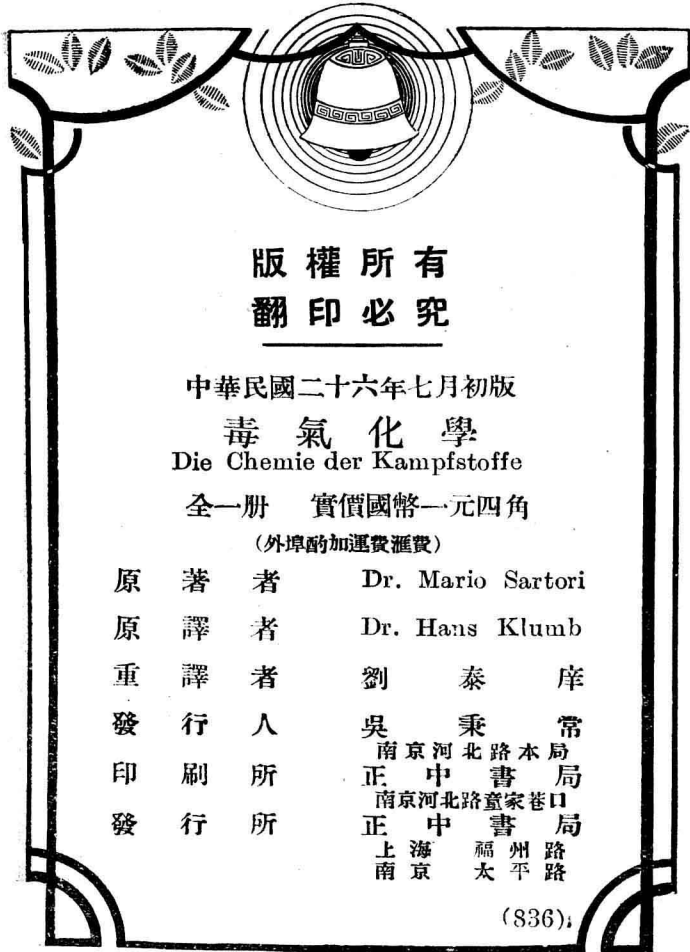 版權所有
翻印必究
中華民國二十六年七月初版
毒氣化學
Die Chemie der Kampfstoffe
全一册 實價國幣一元四角
(外埠酌加運費滙費)
原著者 Dr. Mario Sartori
原譯者 Dr. Hans Klumb
重譯者 劉泰庠
發行人 吳秉常
南京河北路本局
印刷所 正中書局
南京河北路童家巷口
發行所 正中書局
上海 福州路
南京 太平路
(836)